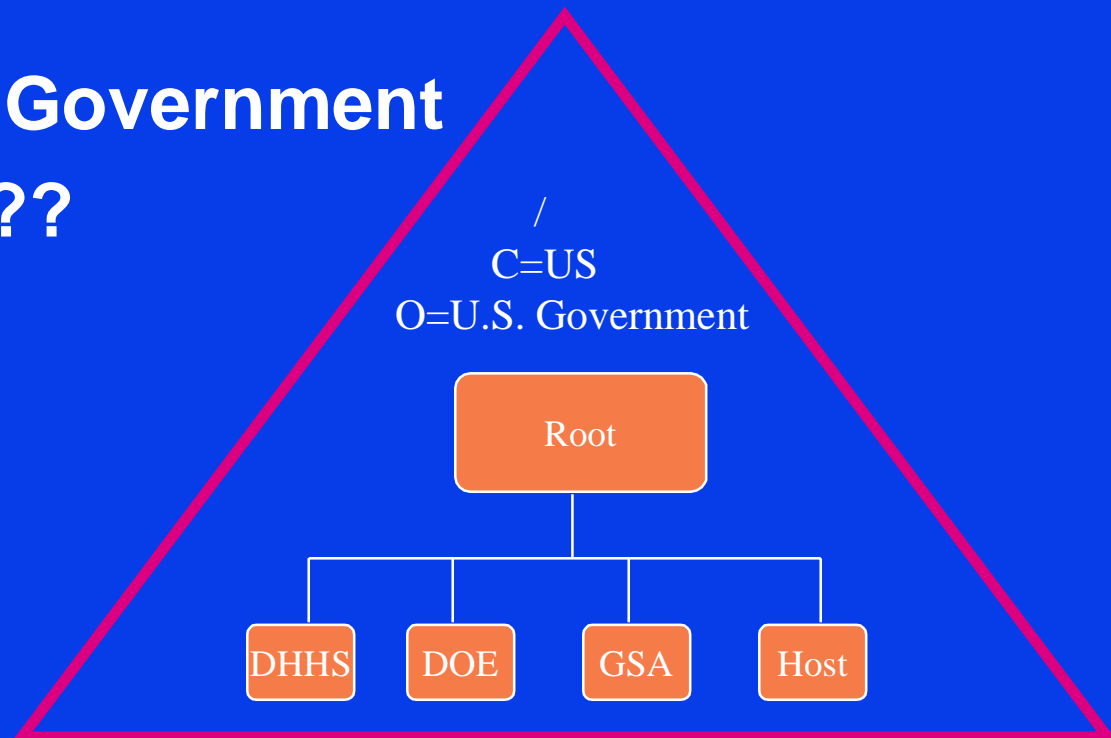 Government
??
/
C=US
O=U.S. Government
Root
DHHS DOE GSA Host